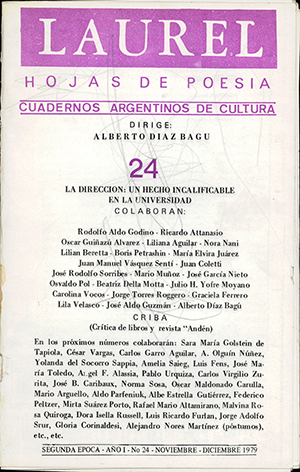 LAUREL
HOJAS DE POESIA
CUADERNOS ARGENTINOS DE CULTURA
DIRIGE:
ALBERTO DIAZ BAGU
24
LA DIRECCION: UN HECHO INCALIFICABLE
EN LA UNIVERSIDAD
COLABORAN:
Rodolfo Aldo Godino - Ricardo Attanasio
Oscar Guiñazú Alvarez - Liliana Aguilar - Nora Nani
Lilian Beretta - Boris Petrashin - María Elvira Juárez
Juan Manuel Vásquez Sentí - Juan Coletti
José Rodolfo Sorribes - Mario Muñoz - José García Nieto
Osvaldo Pol - Beatriz Della Motta - Julio H. Yofre Moyano
Carolina Vocos - Jorge Torres Roggero - Graciela Ferrero
Lila Velasco - José Aldo Guzmán - Alberto Díaz Bagú
CRIBA
(Crítica de libros y revista "Andén)
En los próximos números colaborarán: Sara María Golstein de
Tapiola, César Vargas, Carlos Garro Aguilar, A. Olguín Núñez,
Yolanda del Socorro Sappia, Amelia Saieg, Luis Fens, José Ma-
ría Toledo, Angel F. Alassia, Pablo Urquiza, Carlos Virgilio Zu-
rita, José B. Caribaux, Norma Sosa, Oscar Maldonado Carulla,
Mario Arguello, Aldo Parfeniuk, Albe Estrella Gutiérrez, Federico
Peltzer, Mirta Suárez Porto, Rafael Mario Altamirano, Malvina Ro-
sa Quiroga, Dora Isella Russell, Luis Ricardo Furlan, Jorge Adolfo
Srur, Gloria Corinaldesi, Alejandro Nores Martínez (póstumos),
etc., etc.
SEGUNDA EPOCA - AÑO I - No 24 - NOVIEMBRE - DICIEMBRE 1979